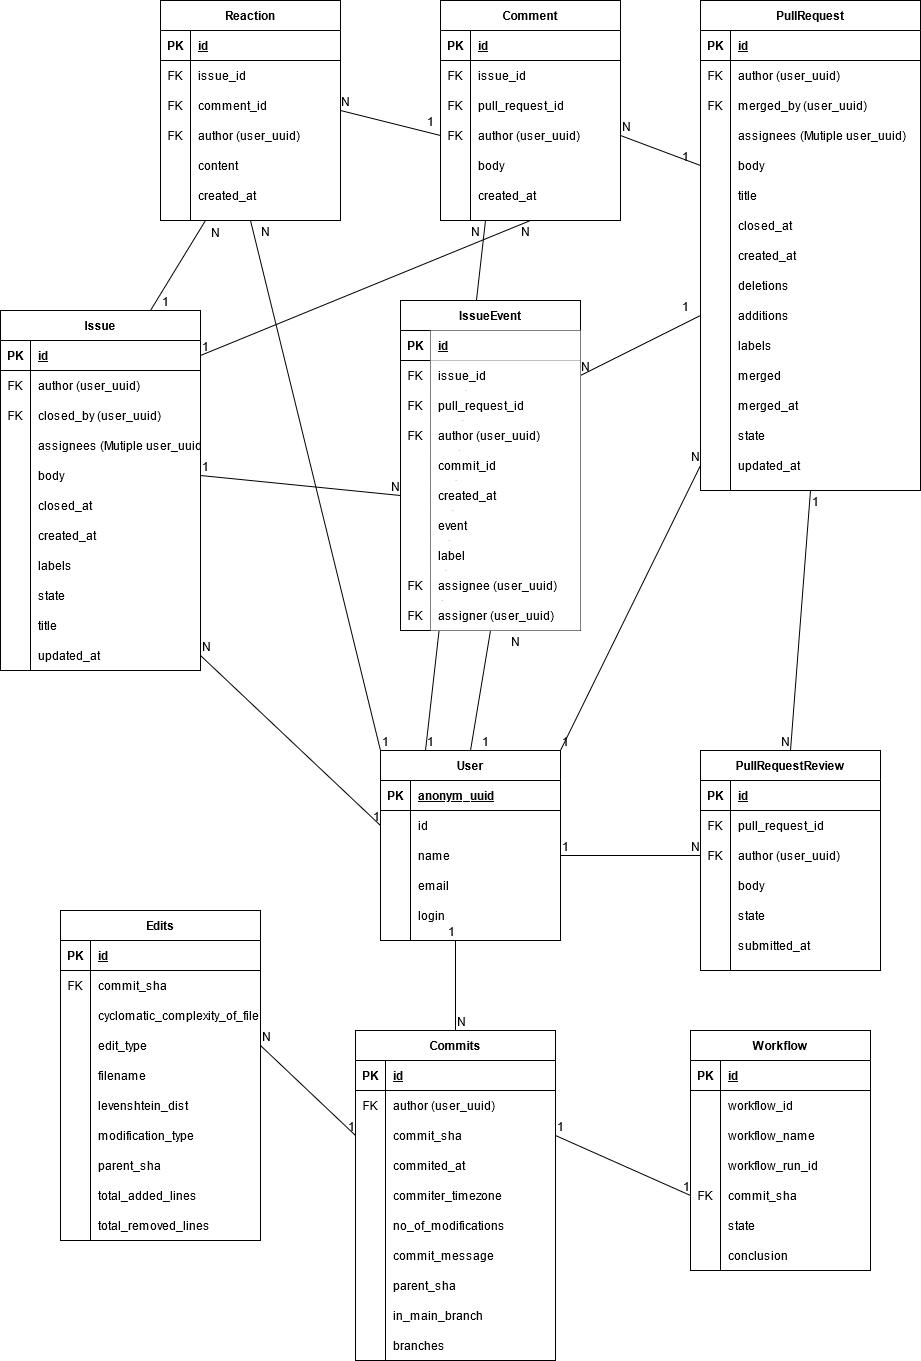 Reaction
PK id
FK issue_id
FK comment_id
FK author (user_uuid)
content
created_at
N
N
N
Comment
PK id
FK issue_id
FK pull_request_id
FK author (user_uuid)
body
created_at
1
N
N
N
PullRequest
PK id
FK author (user_uuid)
FK merged_by (user_uuid)
assignees (Mutiple user_uuid)
body
title
closed_at
created_at
deletions
additions
labels
merged
merged_at
state
updated_at
1
1
N
1
Issue
PK id
FK author (user_uuid)
FK closed_by (user_uuid)
assignees (Mutiple user_uuid
body
closed_at
created_at
labels
state
title
updated_at
1
1
1
N
IssueEvent
PK id
FK issue_id
FK pull_request_id
FK author (user_uuid)
commit_id
created_at
event
label
FK assignee (user_uuid)
FK assigner (user_uuid)
N
N
N
User
PK anonym_uuid
id
name
email
login
1
1
1
1
1
1
1
PullRequestReview
PK id
FK pull_request_id
FK author (user_uuid)
body
state
submitted_at
N
N
Edits
PK id
FK commit_sha
cyclomatic_complexity_of_file
edit_type
filename
levenshtein_dist
modification_type
parent_sha
total_added_lines
total_removed_lines
N
Commits
PK id
FK author (user_uuid)
commit_sha
commited_at
commiter_timezone
no_of_modifications
commit_message
parent_sha
in_main_branch
branches
N
1
1
Workflow
PK id
workflow_id
workflow_name
workflow_run_id
FK commit_sha
state
conclusion
1